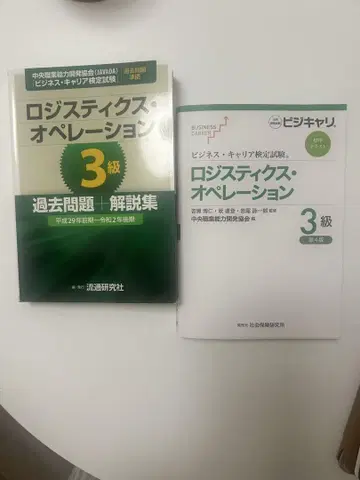 中央職業能力開発協会(JAVADA)
ビジネス・キャリア検定試験
過去問題
ロジスティクス・
オペレーション
3級
過去問題 解説集
平成29年前期~令和2年後期
流通研究社
BUSINESS
CAREER
ビジキャリ
ビジネス・キャリア検定試験®
ロジスティクス・
オペレーション
3級
中央職業能力開発協会 編
社会保険研究所